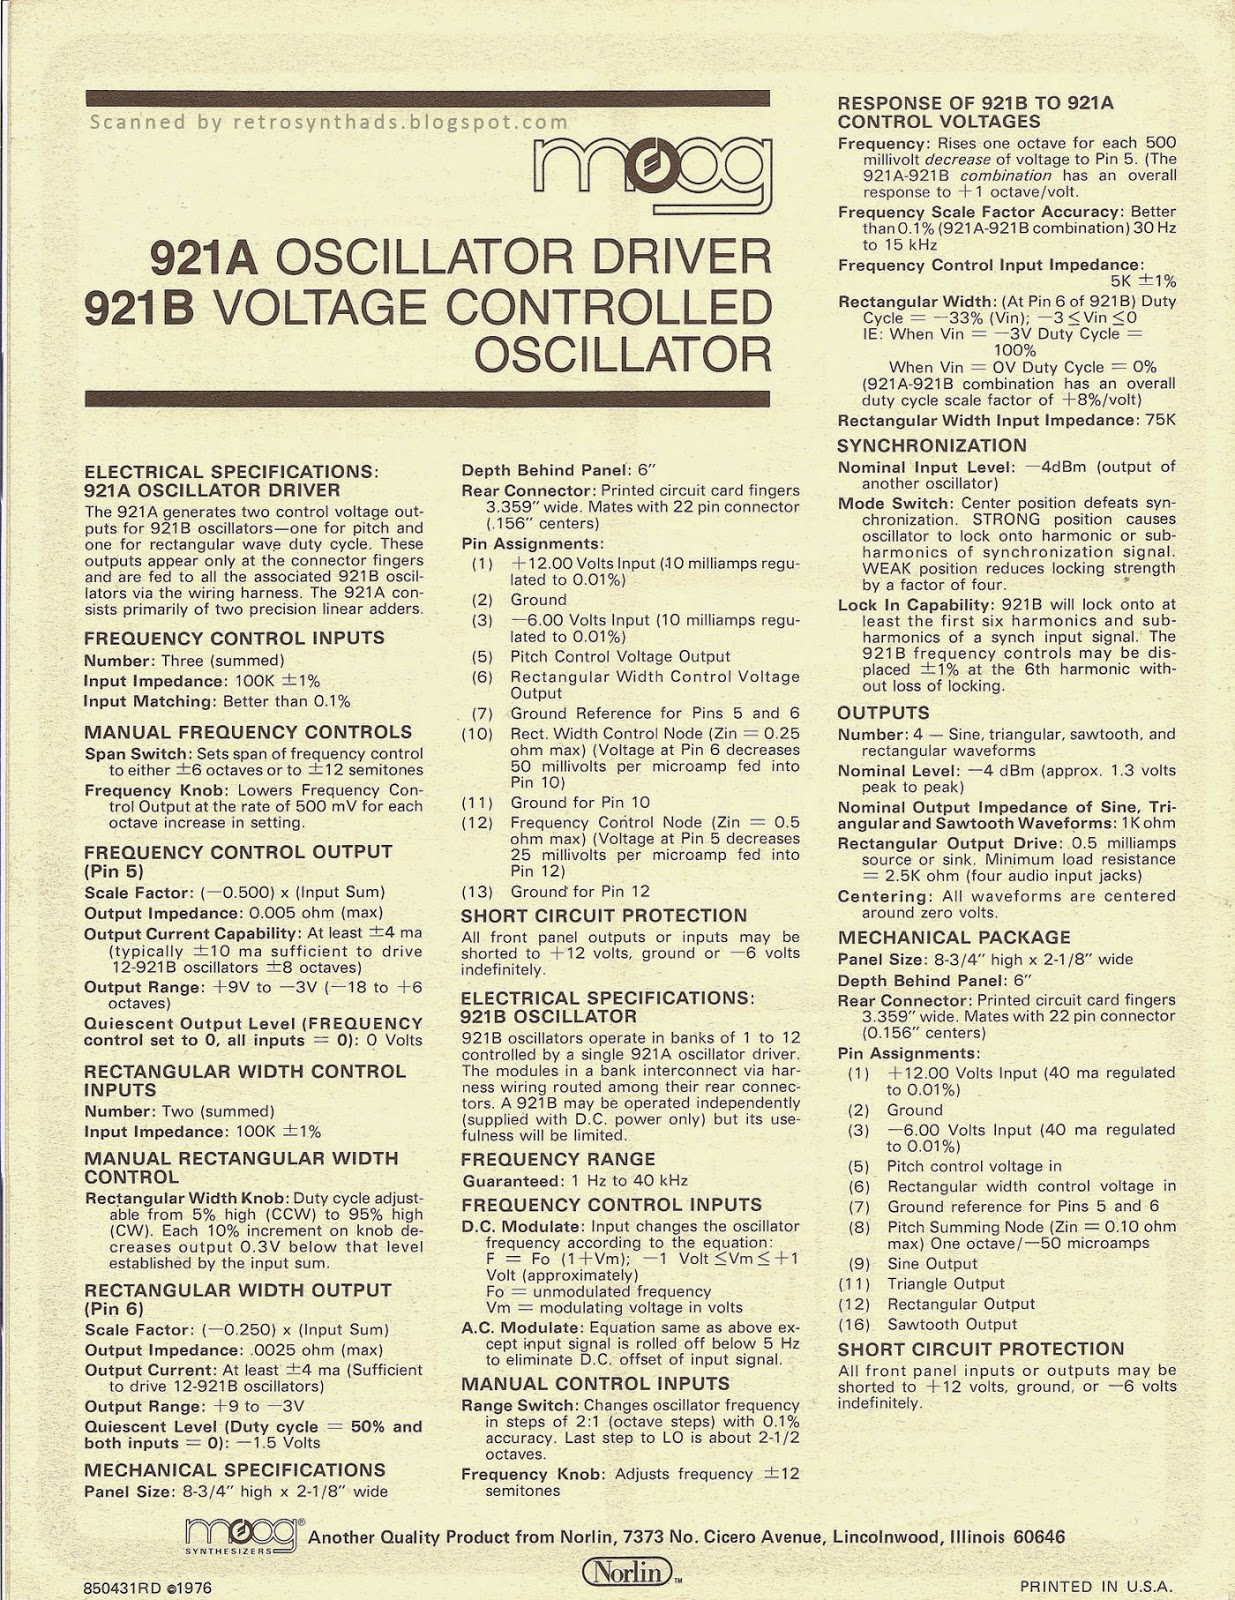 Scanned by retrosynthads.blogspot.com
moog
921A OSCILLATOR DRIVER
921B VOLTAGE CONTROLLED
OSCILLATOR
ELECTRICAL SPECIFICATIONS:
921A OSCILLATOR DRIVER
The 921A generates two control voltage out-
puts for 921B oscillators—one for pitch and
one for rectangular wave duty cycle. These
outputs appear only at the connector fingers
and are fed to all the associated 921B oscil-
lators via the wiring harness. The 921A con-
sists primarily of two precision linear adders.
FREQUENCY CONTROL INPUTS
Number: Three (summed)
Input Impedance: 100K ±1%
Input Matching: Better than 0.1%
MANUAL FREQUENCY CONTROLS
Span Switch: Sets span of frequency control
to either ±6 octaves or to ±12 semitones
Frequency Knob: Lowers Frequency Con-
trol Output at the rate of 500 mV for each
octave increase in setting.
FREQUENCY CONTROL OUTPUT
(Pin 5)
Scale Factor: (—0.500) x (Input Sum)
Output Impedance: 0.005 ohm (max)
Output Current Capability: At least ±4 ma
(typically ±10 ma sufficient to drive
12-921B oscillators ±8 octaves)
Output Range: +9V to —3V (—18 to +6
octaves)
Quiescent Output Level (FREQUENCY
control set to 0, all inputs = 0): 0 Volts
RECTANGULAR WIDTH CONTROL
INPUTS
Number: Two (summed)
Input Impedance: 100K ±1%
MANUAL RECTANGULAR WIDTH
CONTROL
Rectangular Width Knob: Duty cycle adjust-
able from 5% high (CCW) to 95% high
(CW). Each 10% increment on knob de-
creases output 0.3V below that level
established by the input sum.
RECTANGULAR WIDTH OUTPUT
(Pin 6)
Scale Factor: (—0.250) x (Input Sum)
Output Impedance: .0025 ohm (max)
Output Current: At least ±4 ma (Sufficient
to drive 12-921B oscillators)
Output Range: +9 to —3V
Quiescent Level (Duty cycle = 50% and
both inputs = 0): —1.5 Volts
MECHANICAL SPECIFICATIONS
Panel Size: 8-3/4" high x 2-1/8" wide
Depth Behind Panel: 6"
Rear Connector: Printed circuit card fingers
3.359" wide. Mates with 22 pin connector
(.156" centers)
Pin Assignments:
(1) +12.00 Volts Input (10 milliamps regu-
lated to 0.01%)
(2) Ground
(3) —6.00 Volts Input (10 milliamps regu-
lated to 0.01%)
(5) Pitch Control Voltage Output
(6) Rectangular Width Control Voltage
Output
(7) Ground Reference for Pins 5 and 6
(10) Rect. Width Control Node (Zin = 0.25
ohm max) (Voltage at Pin 6 decreases
50 millivolts per microamp fed into
Pin 10)
(11) Ground for Pin 10
(12) Frequency Control Node (Zin = 0.5
ohm max) (Voltage at Pin 5 decreases
25 millivolts per microamp fed into
Pin 12)
(13) Ground for Pin 12
SHORT CIRCUIT PROTECTION
All front panel outputs or inputs may be
shorted to +12 volts, ground or —6 volts
indefinitely.
ELECTRICAL SPECIFICATIONS:
921B OSCILLATOR
921B oscillators operate in banks of 1 to 12
controlled by a single 921A oscillator driver.
The modules in a bank interconnect via har-
ness wiring routed among their rear connec-
tors. A 921B may be operated independently
(supplied with D.C. power only) but its use-
fulness will be limited.
FREQUENCY RANGE
Guaranteed: 1 Hz to 40 kHz
FREQUENCY CONTROL INPUTS
D.C. Modulate: Input changes the oscillator
frequency according to the equation:
F = Fo (1+Vm); —1 Volt ≤Vm≤ +1
Volt (approximately)
Fo = unmodulated frequency
Vm = modulating voltage in volts
A.C. Modulate: Equation same as above ex-
cept input signal is rolled off below 5 Hz
to eliminate D.C. offset of input signal.
MANUAL CONTROL INPUTS
Range Switch: Changes oscillator frequency
in steps of 2:1 (octave steps) with 0.1%
accuracy. Last step to LO is about 2-1/2
octaves.
Frequency Knob: Adjusts frequency ±12
semitones
RESPONSE OF 921B TO 921A
CONTROL VOLTAGES
Frequency: Rises one octave for each 500
millivolt decrease of voltage to Pin 5. (The
921A-921B combination has an overall
response to +1 octave/volt.
Frequency Scale Factor Accuracy: Better
than 0.1% (921A-921B combination) 30 Hz
to 15 kHz
Frequency Control Input Impedance:
5K ±1%
Rectangular Width: (At Pin 6 of 921B) Duty
Cycle = —33% (Vin); —3≤Vin≤0
IE: When Vin = —3V Duty Cycle =
100%
When Vin = OV Duty Cycle = 0%
(921A-921B combination has an overall
duty cycle scale factor of +8%/volt)
Rectangular Width Input Impedance: 75K
SYNCHRONIZATION
Nominal Input Level: —4dBm (output of
another oscillator)
Mode Switch: Center position defeats syn-
chronization. STRONG position causes
oscillator to lock onto harmonic or sub-
harmonics of synchronization signal.
WEAK position reduces locking strength
by a factor of four.
Lock In Capability: 921B will lock onto at
least the first six harmonics and sub-
harmonics of a synch input signal. The
921B frequency controls may be dis-
placed ±1% at the 6th harmonic with-
out loss of locking.
OUTPUTS
Number: 4 — Sine, triangular, sawtooth, and
rectangular waveforms
Nominal Level: —4 dBm (approx. 1.3 volts
peak to peak)
Nominal Output Impedance of Sine, Tri-
angular and Sawtooth Waveforms: 1K ohm
Rectangular Output Drive: 0.5 milliamps
source or sink. Minimum load resistance
= 2.5K ohm (four audio input jacks)
Centering: All waveforms are centered
around zero volts.
MECHANICAL PACKAGE
Panel Size: 8-3/4" high x 2-1/8" wide
Depth Behind Panel: 6"
Rear Connector: Printed circuit card fingers
3.359" wide. Mates with 22 pin connector
(0.156" centers)
Pin Assignments:
(1) +12.00 Volts Input (40 ma regulated
to 0.01%)
(2) Ground
(3) —6.00 Volts Input (40 ma regulated
to 0.01%)
(5) Pitch control voltage in
(6) Rectangular width control voltage in
(7) Ground reference for Pins 5 and 6
(8) Pitch Summing Node (Zin = 0.10 ohm
max) One octave/—50 microamps
(9) Sine Output
(11) Triangle Output
(12) Rectangular Output
(16) Sawtooth Output
SHORT CIRCUIT PROTECTION
All front panel inputs or outputs may be
shorted to +12 volts, ground, or —6 volts
indefinitely.
moog® SYNTHESIZERS Another Quality Product from Norlin, 7373 No. Cicero Avenue, Lincolnwood, Illinois 60646
Norlin™
850431RD ©1976
PRINTED IN U.S.A.